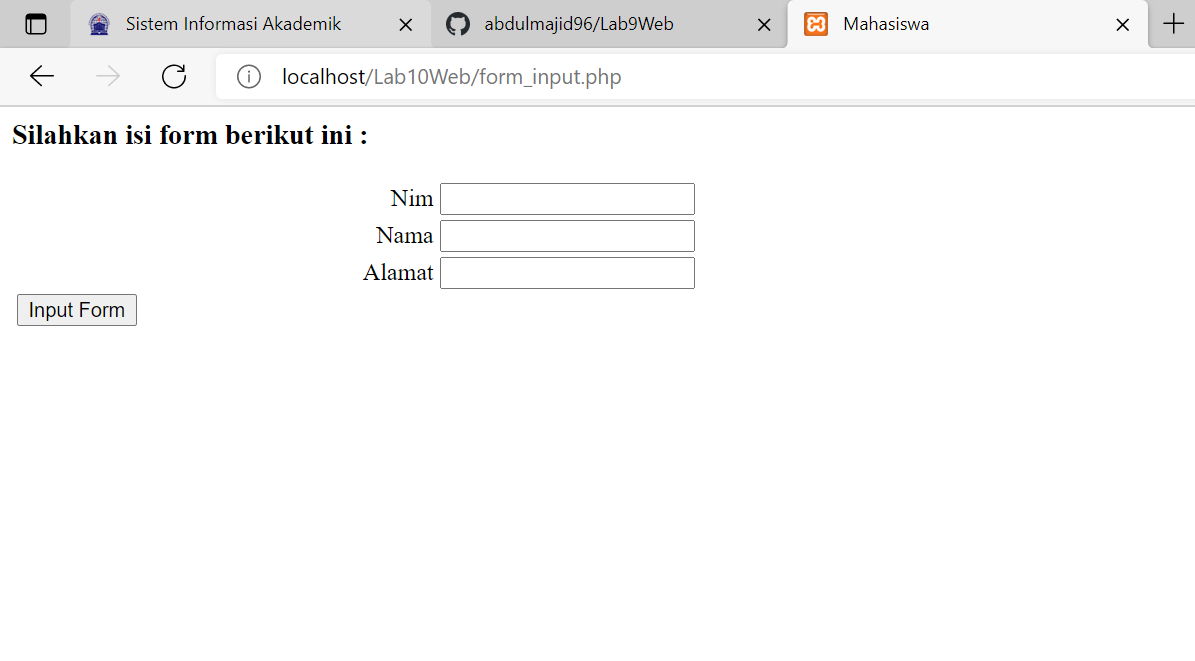 Sistem Informasi Akademik
abdulmajid96/Lab9Web
Mahasiswa
localhost/Lab10Web/form_input.php
Silahkan isi form berikut ini :
Nim
Nama
Alamat
Input Form